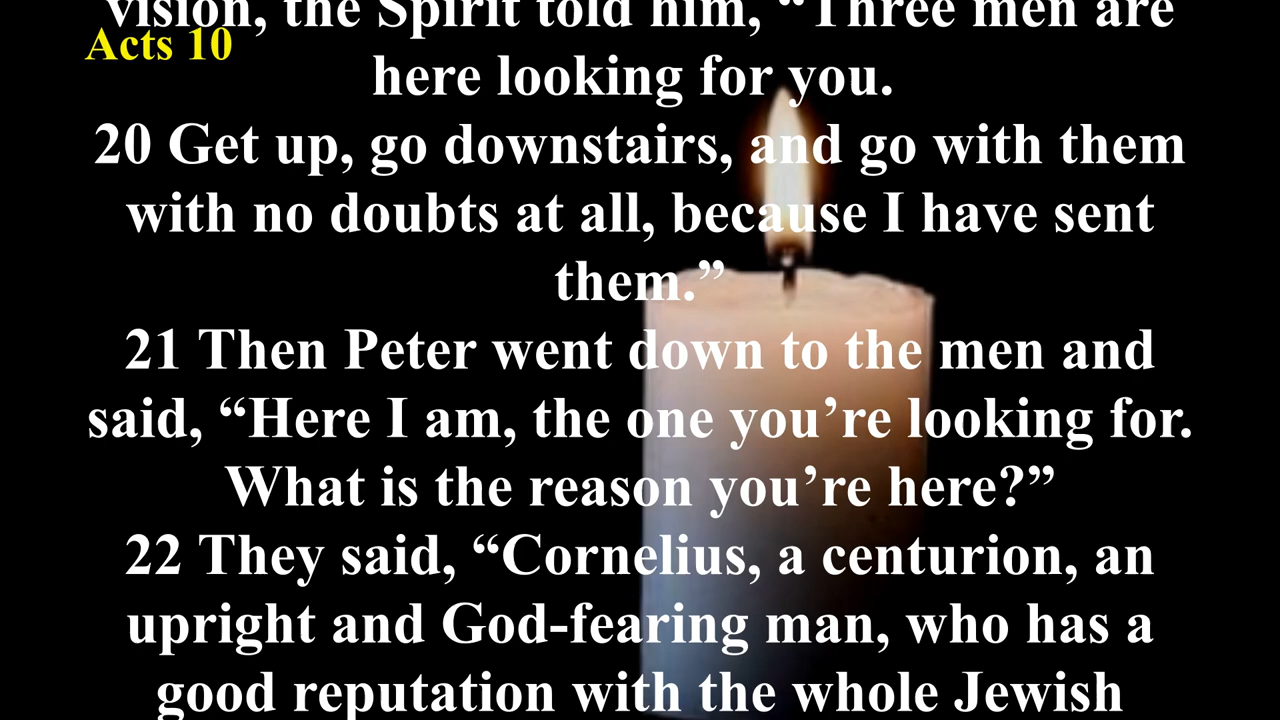 vision, the Spirit told him, “Three men are
Acts 10
here looking for you.
20 Get up, go downstairs, and go with them
with no doubts at all, because I have sent
them.”
21 Then Peter went down to the men and
said, “Here I am, the one you’re looking for.
What is the reason you’re here?”
22 They said, “Cornelius, a centurion, an
upright and God-fearing man, who has a
good reputation with the whole Jewish